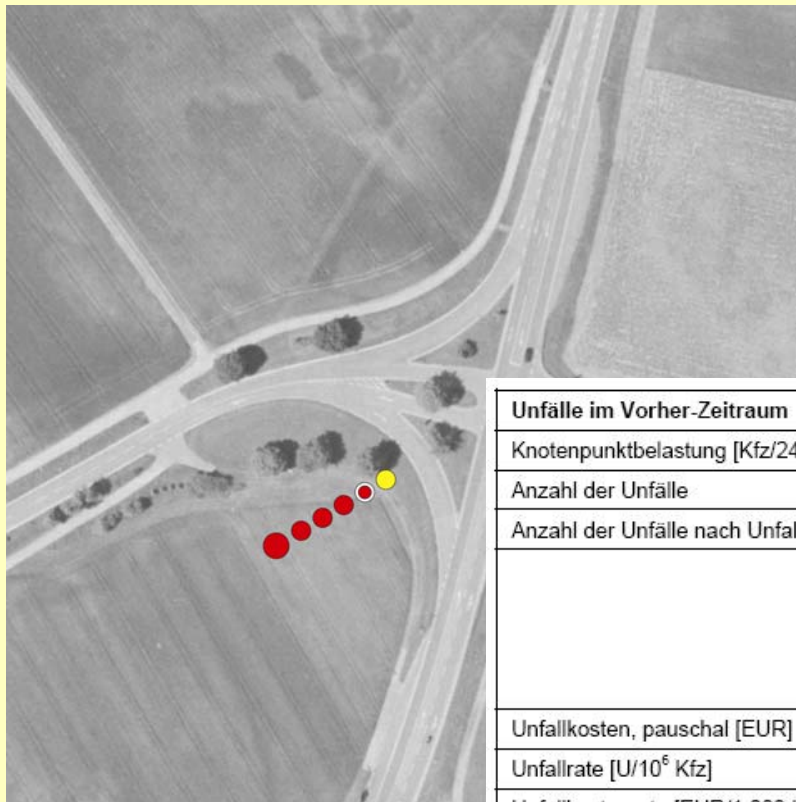 Unfälle im Vorher-Zeitraum
Knotenpunktbelastung [Kfz/24
Anzahl der Unfälle
Anzahl der Unfälle nach Unfal
Unfallkosten, pauschal [EUR]
Unfallrate [U/10⁶ Kfz]